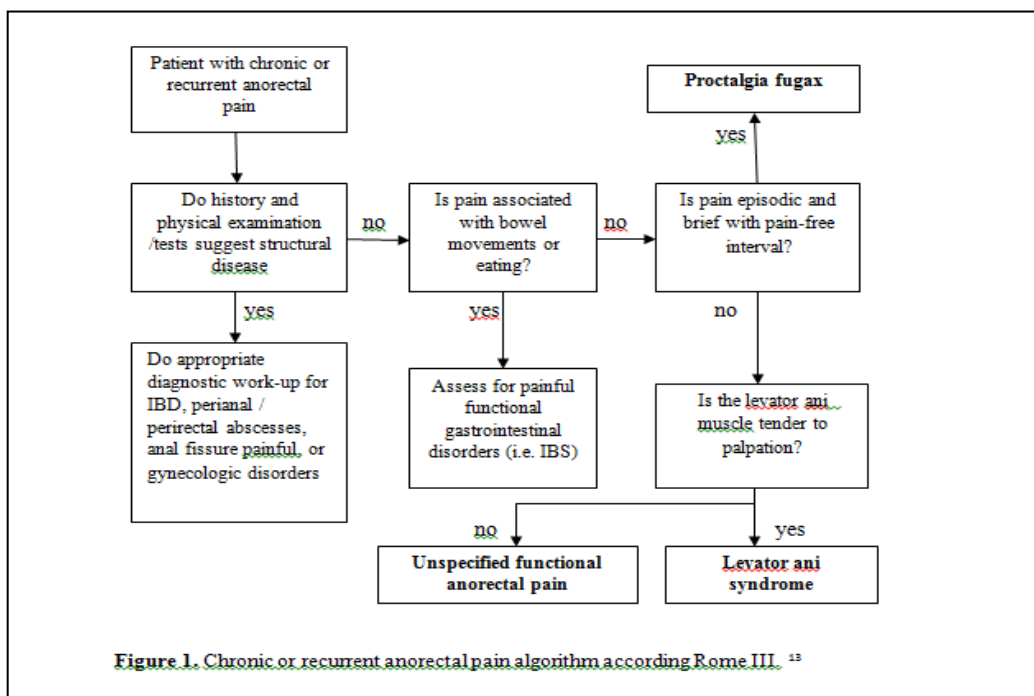 Patient with chronic or
recurrent anorectal
pain
Proctalgia fugax
yes
Do history and
physical examination
/tests suggest structural
disease
no
Is pain associated
with bowel
movements or
eating?
no
Is pain episodic and
brief with pain-free
interval?
yes
yes
no
Do appropriate
diagnostic work-up for
IBD, perianal /
perirectal abscesses,
anal fissure painful, or
gynecologic disorders
Assess for painful
functional
gastrointestinal
disorders (i.e. IBS)
Is the levator ani
muscle tender to
palpation?
no
yes
Unspecified functional
anorectal pain
Levator ani
syndrome
Figure 1. Chronic or recurrent anorectal pain algorithm according Rome III. 13